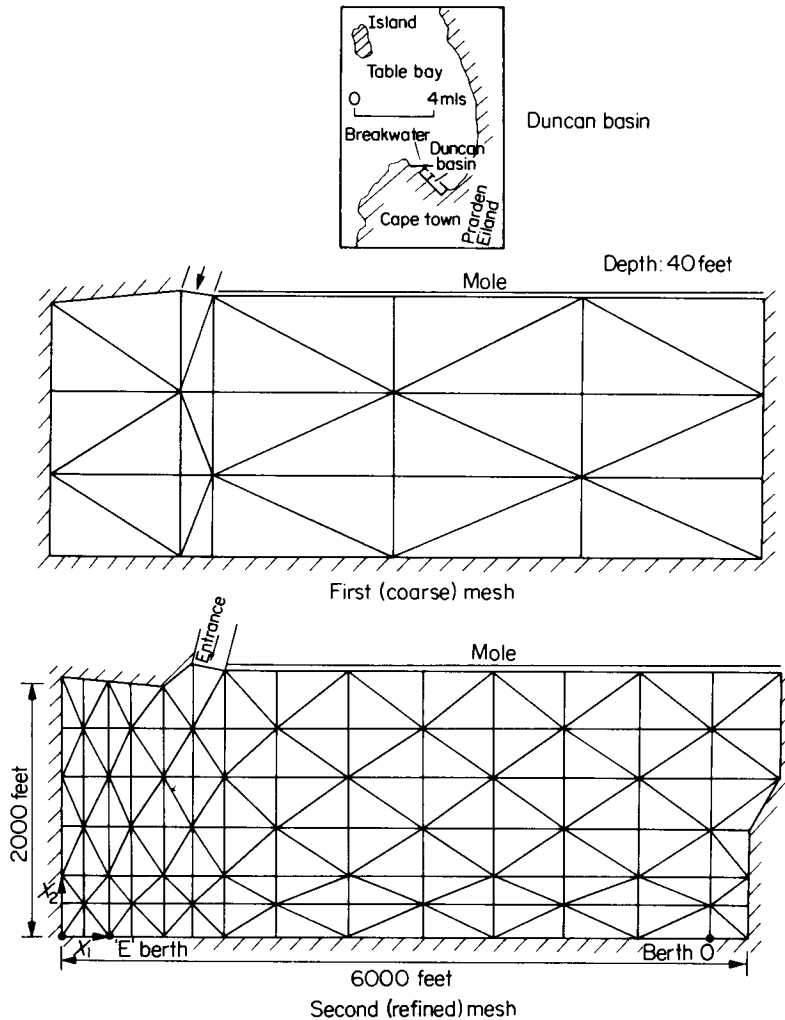 Island
Table bay
0 4 mls
Breakwater
Duncan
basin
Cape town
Prarden
Eiland
Duncan basin
Depth: 40 feet
Mole
First (coarse) mesh
Entrance
Mole
2000 feet
X2
X1
'E' berth
Berth O
6000 feet
Second (refined) mesh